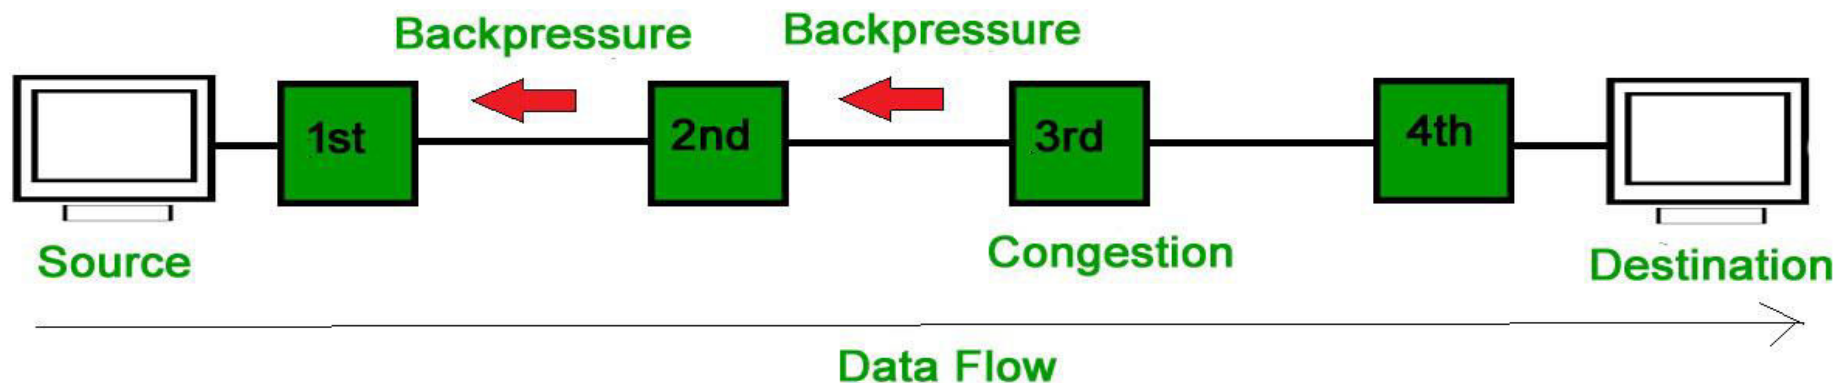 Backpressure Backpressure
1st 2nd 3rd 4th
Source Congestion Destination
Data Flow